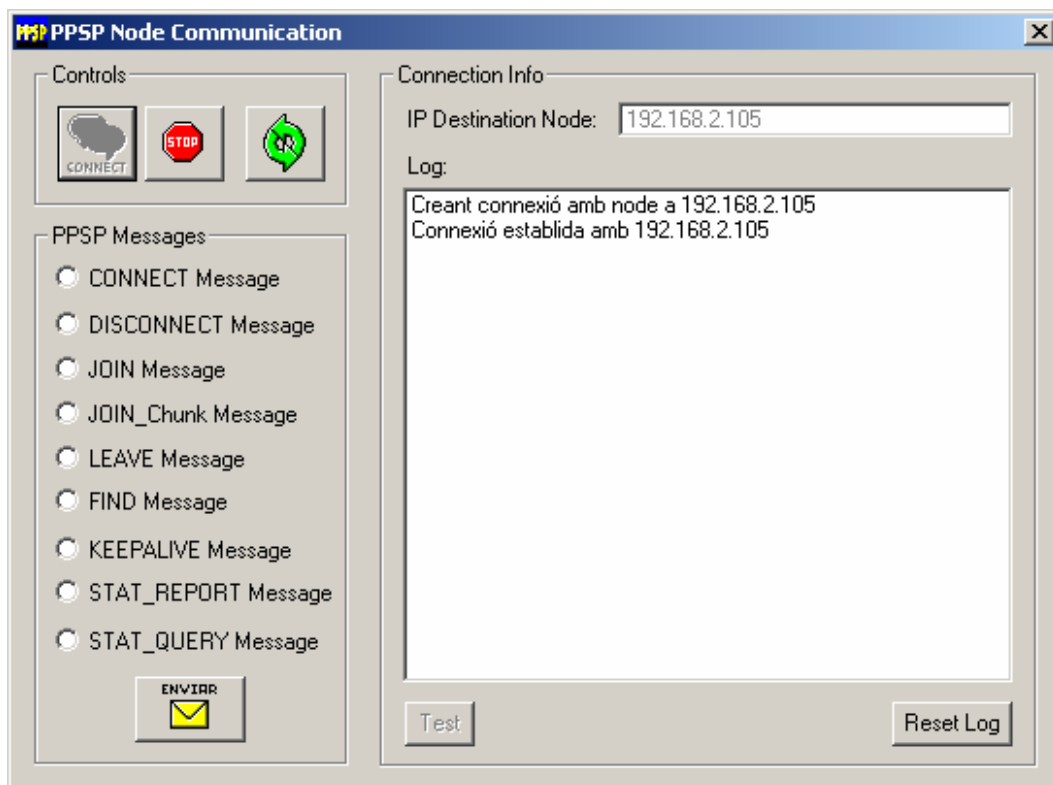 PPSP PPSP Node Communication
Controls
CONNECT
STOP
PPSP Messages
CONNECT Message
DISCONNECT Message
JOIN Message
JOIN_Chunk Message
LEAVE Message
FIND Message
KEEPALIVE Message
STAT_REPORT Message
STAT_QUERY Message
ENVIAR
Connection Info
IP Destination Node: 192.168.2.105
Log:
Creant connexió amb node a 192.168.2.105
Connexió establida amb 192.168.2.105
Test
Reset Log